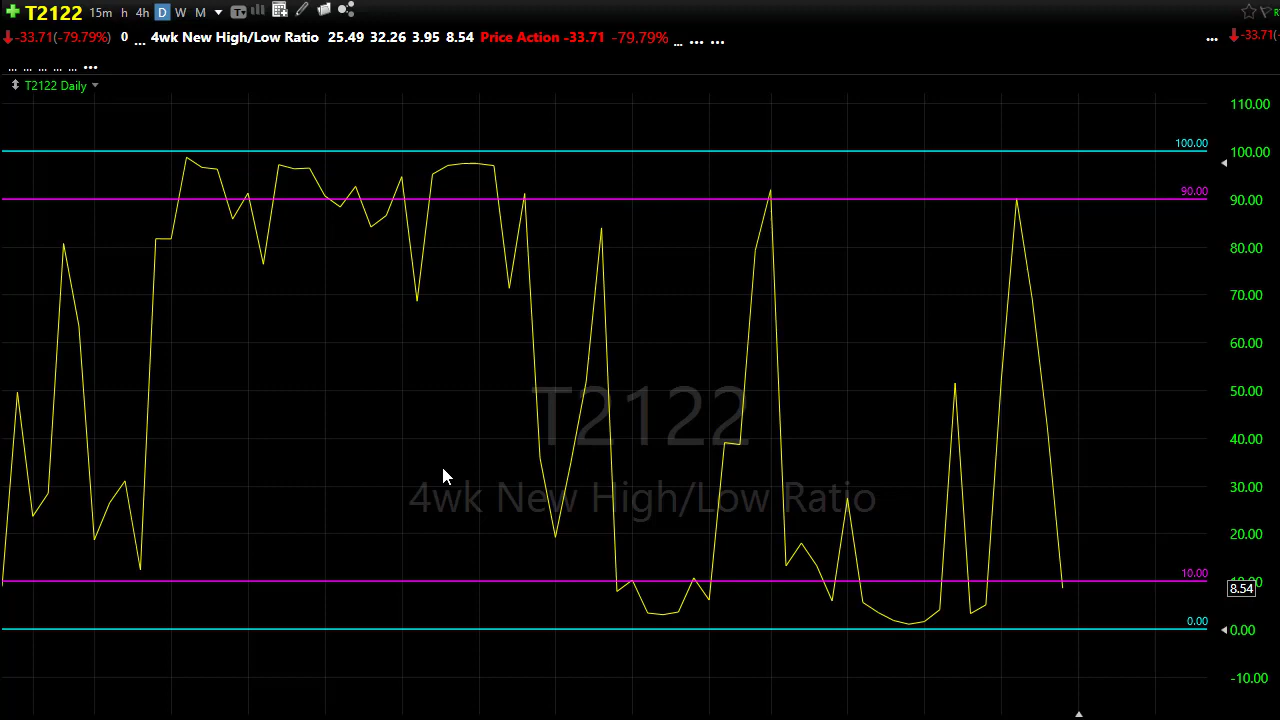 T2122 15m h 4h D W M T
-33.71(-79.79%) 0 ... 4wk New High/Low Ratio 25.49 32.26 3.95 8.54 Price Action -33.71 -79.79% ... ... ... ... -33.71(
... ... ... ... ... ...
T2122 Daily
110.00
100.00 100.00
90.00 90.00
80.00
70.00
60.00
50.00
T2122
40.00
4wk New High/Low Ratio
30.00
20.00
10.00
8.54
0.00 0.00
-10.00